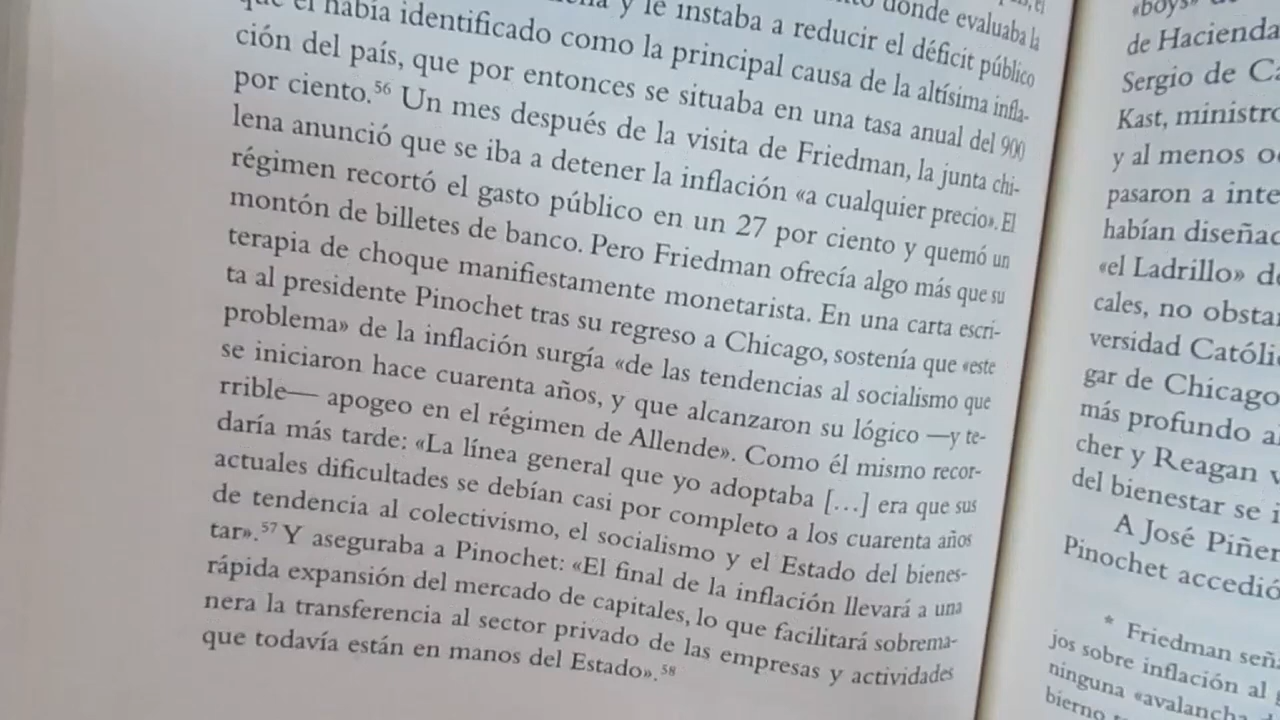 y le instaba a reducir el déficit público
que él había identificado como la principal causa de la altísima infla-
ción del país, que por entonces se situaba en una tasa anual del 900
por ciento.56 Un mes después de la visita de Friedman, la junta chi-
lena anunció que se iba a detener la inflación «a cualquier precio». El
régimen recortó el gasto público en un 27 por ciento y quemó un
montón de billetes de banco. Pero Friedman ofrecía algo más que su
terapia de choque manifiestamente monetarista. En una carta escri-
ta al presidente Pinochet tras su regreso a Chicago, sostenía que «este
problema» de la inflación surgía «de las tendencias al socialismo que
se iniciaron hace cuarenta años, y que alcanzaron su lógico —y te-
rrible— apogeo en el régimen de Allende». Como él mismo recor-
daría más tarde: «La línea general que yo adoptaba [...] era que sus
actuales dificultades se debían casi por completo a los cuarenta años
de tendencia al colectivismo, el socialismo y el Estado del bienes-
tar».57 Y aseguraba a Pinochet: «El final de la inflación llevará a una
rápida expansión del mercado de capitales, lo que facilitará sobrema-
nera la transferencia al sector privado de las empresas y actividades
que todavía están en manos del Estado».58
donde evaluaba la
«boys»
de Hacienda
Sergio de
Kast,
y al menos
pasaron a
habían
«el Ladrillo»
cales, no
versidad
gar de Chicago
más profundo
cher y Reagan
del bienestar se
A José
Pinochet accedió
* Friedman
jos sobre inflación al
ninguna